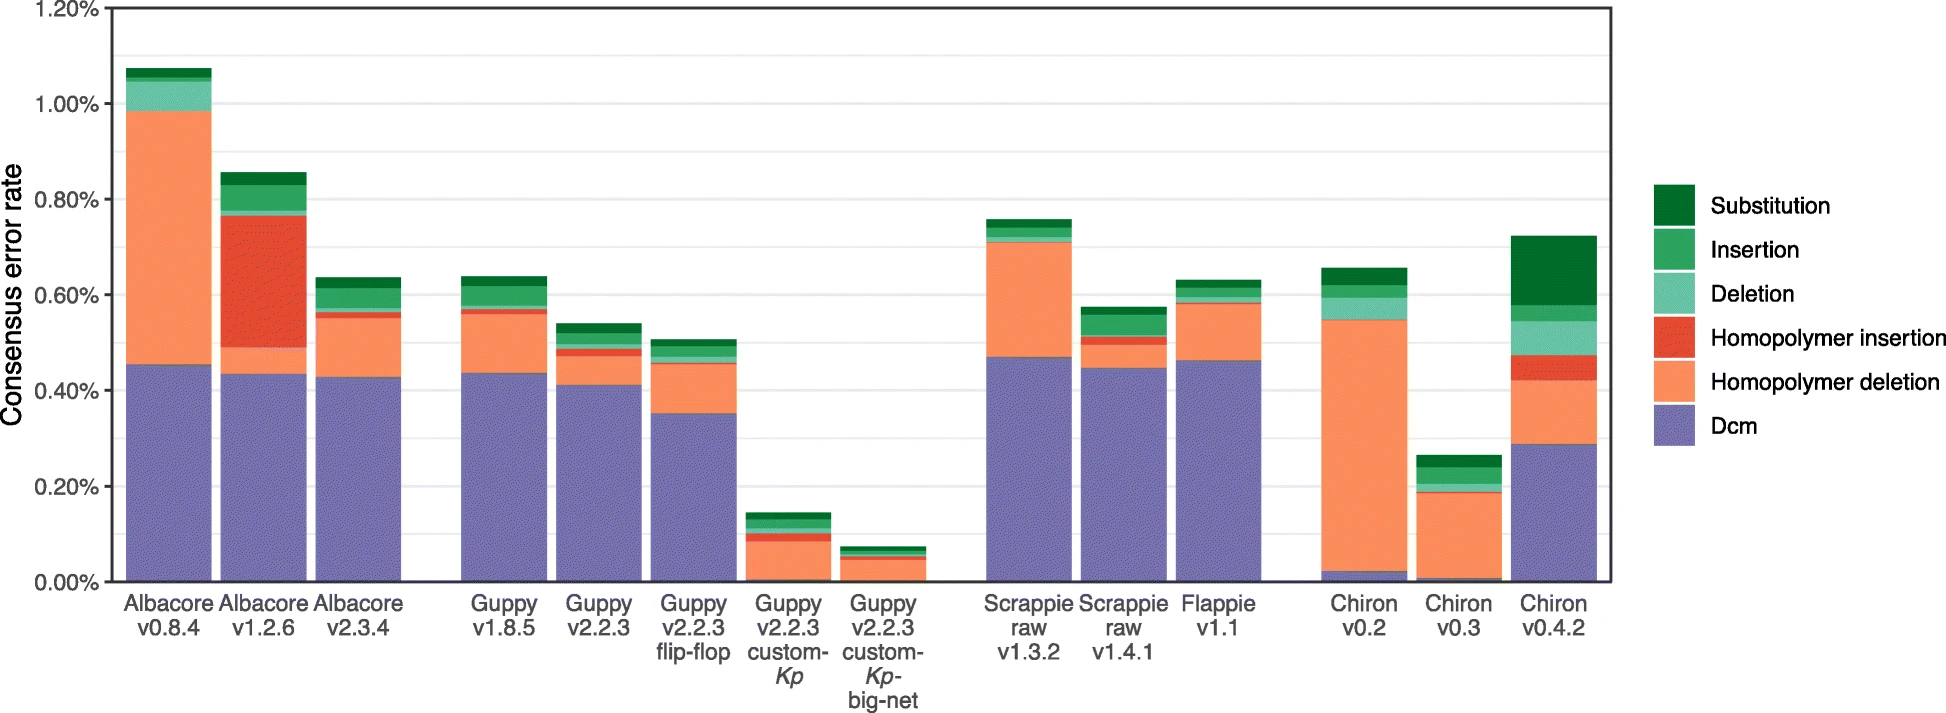 Consensus error rate
1.20%
1.00%
0.80%
0.60%
0.40%
0.20%
0.00%
Albacore v0.8.4
Albacore v1.2.6
Albacore v2.3.4
Guppy v1.8.5
Guppy v2.2.3
Guppy v2.2.3 flip-flop
Guppy v2.2.3 custom-Kp
Guppy v2.2.3 custom-Kp-big-net
Scrappie raw v1.3.2
Scrappie raw v1.4.1
Flappie v1.1
Chiron v0.2
Chiron v0.3
Chiron v0.4.2
Substitution
Insertion
Deletion
Homopolymer insertion
Homopolymer deletion
Dcm